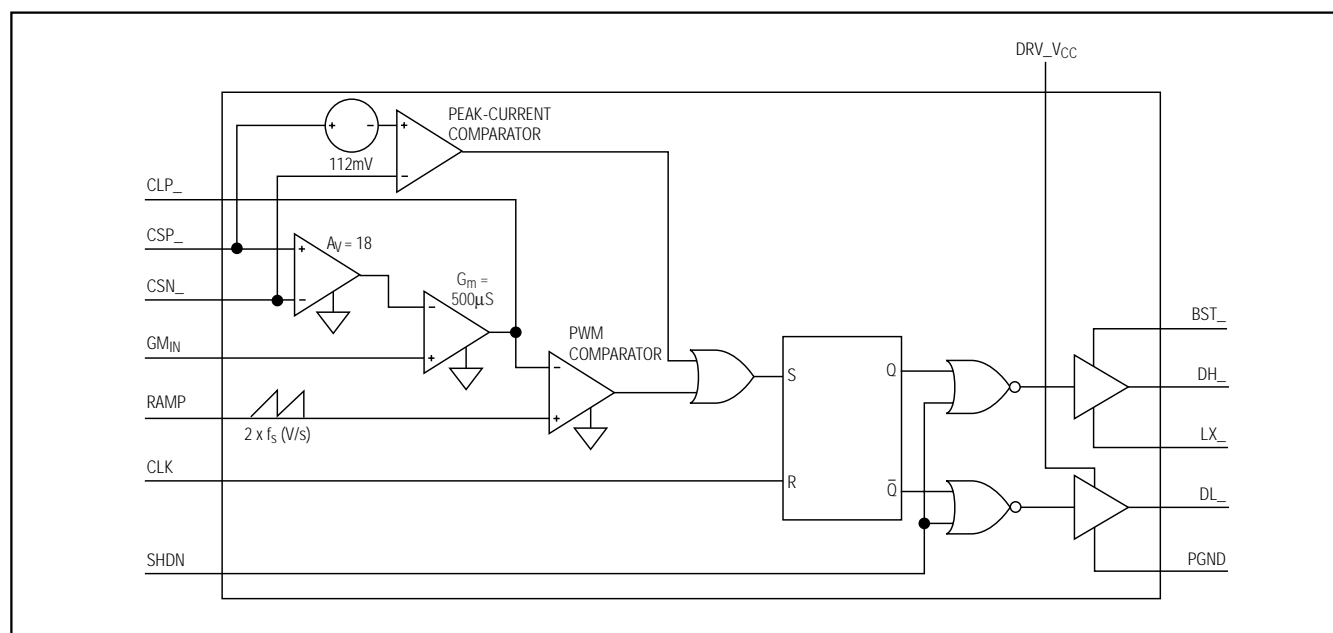 DRV_VCC
PEAK-CURRENT
COMPARATOR
+ −
112mV
+
−
CLP_
CSP_
+
AV = 18
CSN_
−
Gm =
500µS
−
GMIN
+
PWM
COMPARATOR
−
RAMP
+
2 x fs (V/s)
S
Q
BST_
DH_
LX_
CLK
R
Q̅
DL_
SHDN
PGND